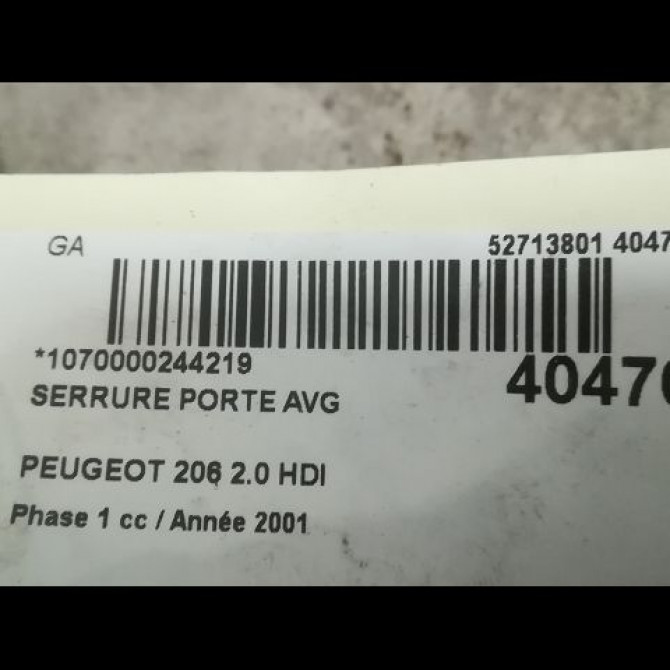 GA
52713801 4047
*1070000244219
4047
SERRURE PORTE AVG
PEUGEOT 206 2.0 HDI
Phase 1 cc / Année 2001